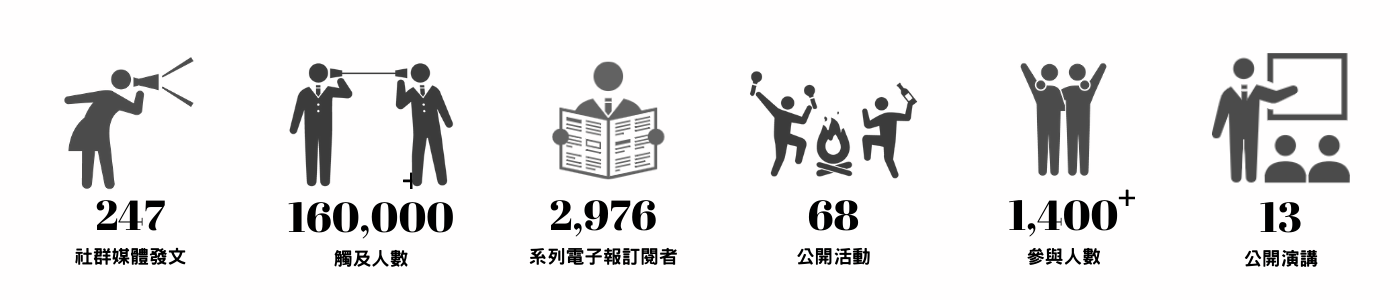 247
社群媒體發文
160,000+
觸及人數
2,976
系列電子報訂閱者
68
公開活動
1,400+
參與人數
13
公開演講